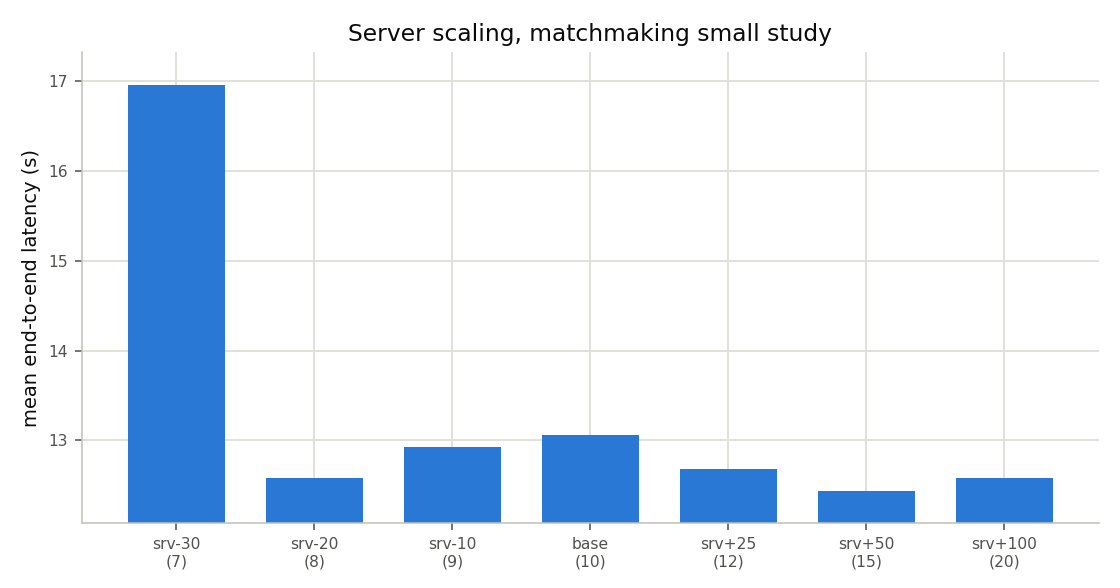 Server scaling, matchmaking small study
mean end-to-end latency (s)
17
16
15
14
13
srv-30 srv-20 srv-10 base srv+25 srv+50 srv+100
(7) (8) (9) (10) (12) (15) (20)